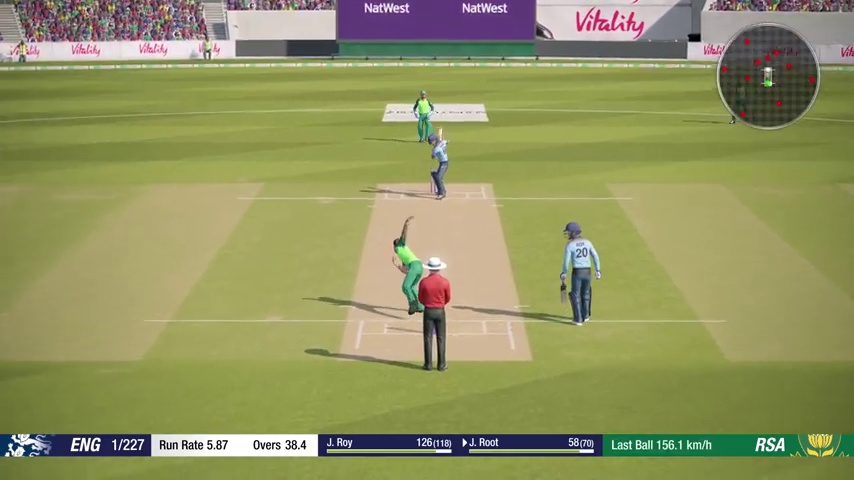 NatWest
NatWest
Vitality
Vitality
Vitality
Vitality
Vitality
20
ENG 1/227
Run Rate 5.87
Overs 38.4
J. Roy 126 (118)
J. Root 58 (70)
Last Ball 156.1 km/h
RSA